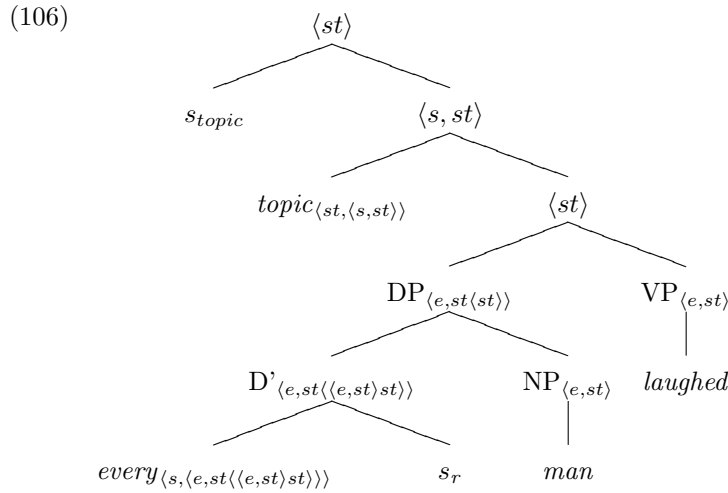 (106)
⟨st⟩
s_topic ⟨s, st⟩
topic_⟨st,⟨s,st⟩⟩ ⟨st⟩
DP_⟨e,st⟨st⟩⟩ VP_⟨e,st⟩
D'_⟨e,st⟨⟨e,st⟩st⟩⟩ NP_⟨e,st⟩ laughed
every_⟨s,⟨e,st⟨⟨e,st⟩st⟩⟩⟩ s_r man